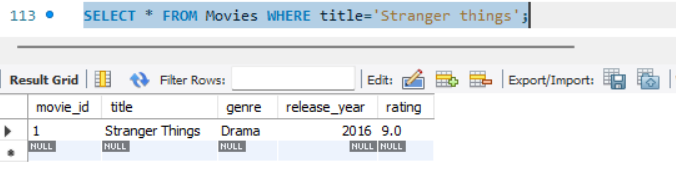 113 SELECT * FROM Movies WHERE title='Stranger things';
Result Grid Filter Rows: Edit: Export/Import:
movie_id title genre release_year rating
1 Stranger Things Drama 2016 9.0
NULL NULL NULL NULL NULL